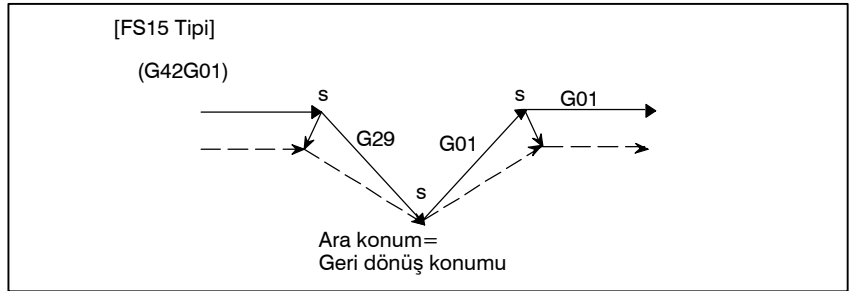 [FS15 Tipi]
(G42G01)
s
s
G01
G29
G01
s
Ara konum=
Geri dönüş konumu